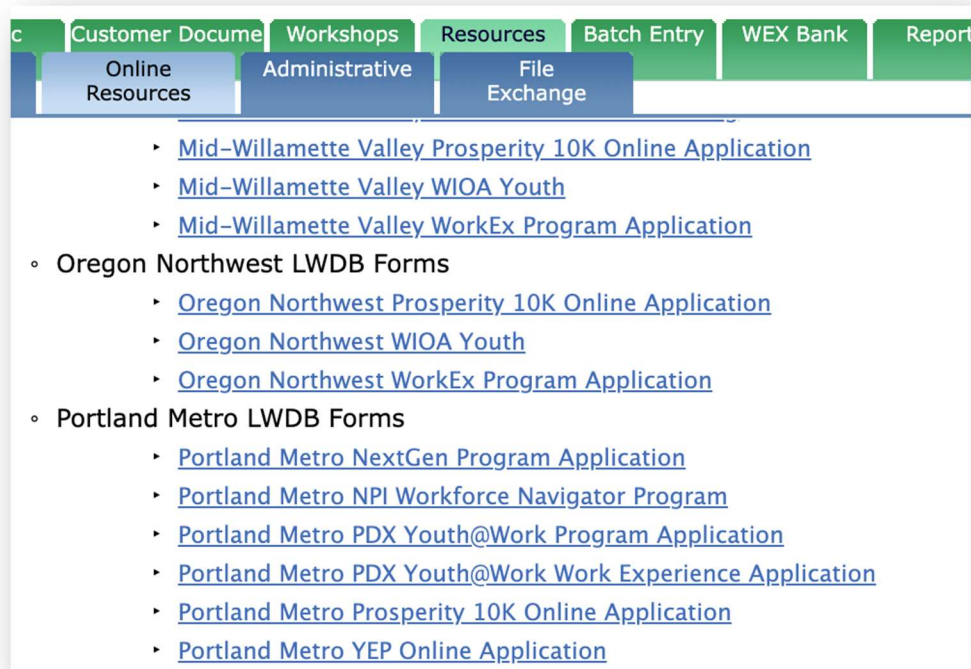 c
Customer Docume
Workshops
Resources
Batch Entry
WEX Bank
Report
Online
Resources
Administrative
File
Exchange
Mid-Willamette Valley Prosperity 10K Online Application
Mid-Willamette Valley WIOA Youth
Mid-Willamette Valley WorkEx Program Application
Oregon Northwest LWDB Forms
Oregon Northwest Prosperity 10K Online Application
Oregon Northwest WIOA Youth
Oregon Northwest WorkEx Program Application
Portland Metro LWDB Forms
Portland Metro NextGen Program Application
Portland Metro NPI Workforce Navigator Program
Portland Metro PDX Youth@Work Program Application
Portland Metro PDX Youth@Work Work Experience Application
Portland Metro Prosperity 10K Online Application
Portland Metro YEP Online Application